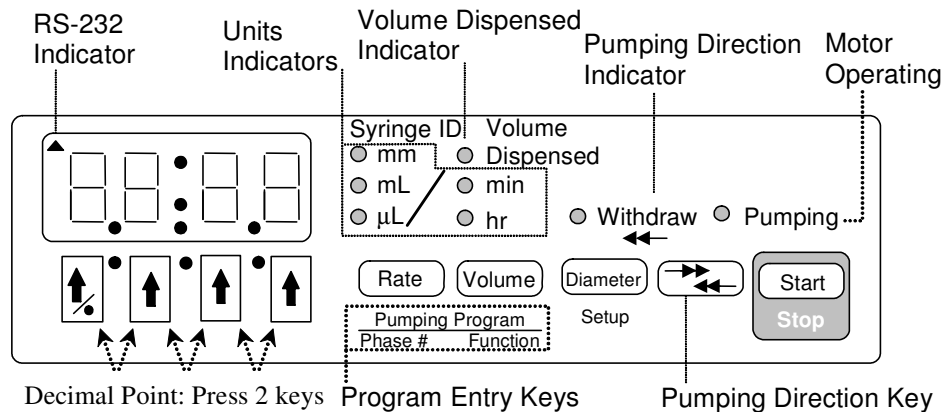 RS-232
Indicator
Units
Indicators
Volume Dispensed
Indicator
Pumping Direction
Indicator
Motor
Operating
Syringe ID
mm
mL
µL
Volume
Dispensed
min
hr
Withdraw
Pumping
Rate
Volume
Diameter
Start
Stop
Setup
Pumping Program
Phase # Function
Decimal Point: Press 2 keys
Program Entry Keys
Pumping Direction Key